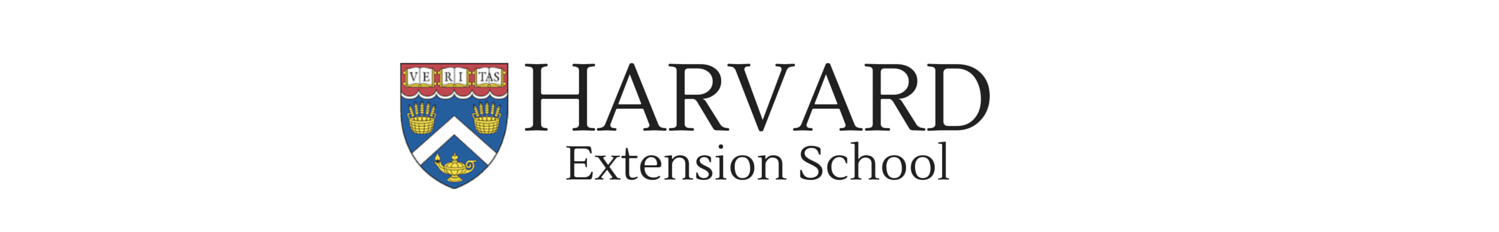 VE RI TAS
HARVARD
Extension School